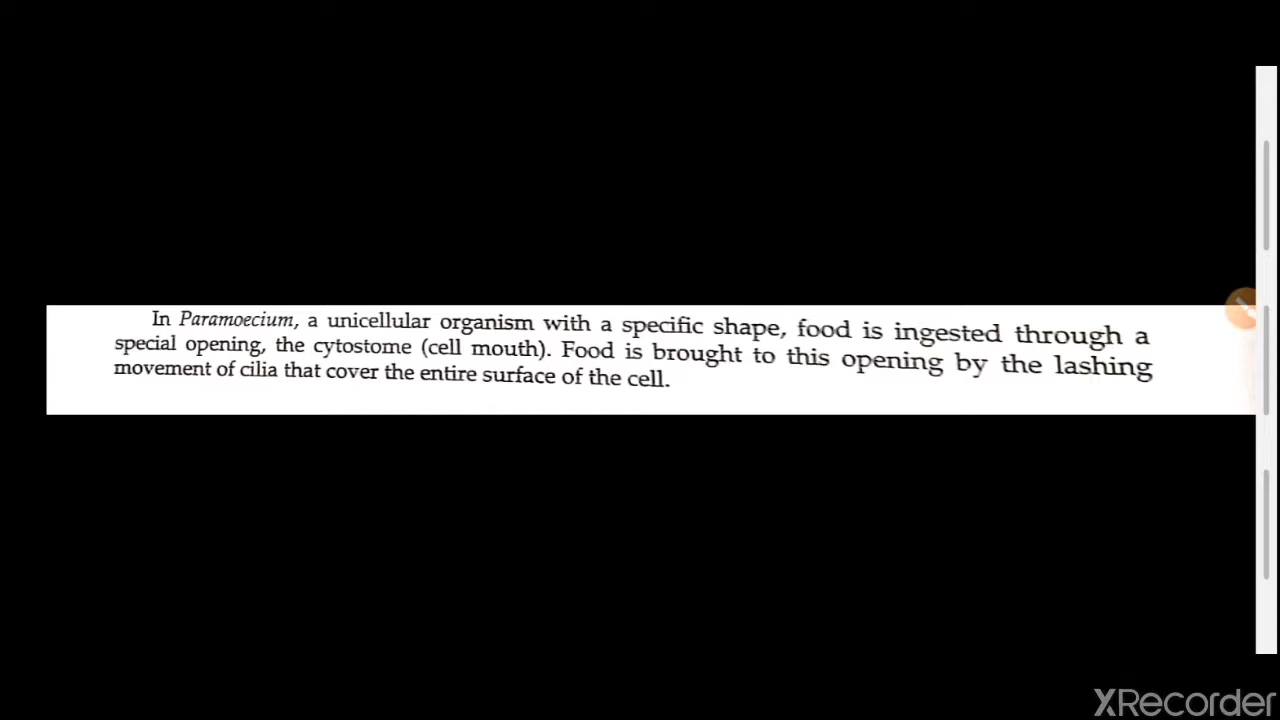 In Paramoecium, a unicellular organism with a specific shape, food is ingested through a
special opening, the cytostome (cell mouth). Food is brought to this opening by the lashing
movement of cilia that cover the entire surface of the cell.
XRecorder